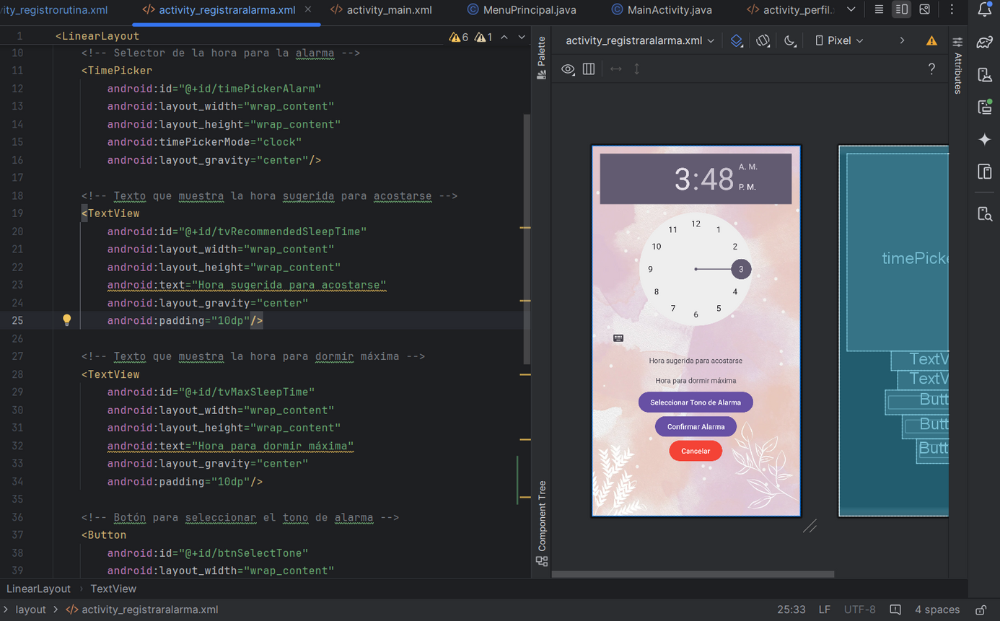 vity_registrorutina.xml
</> activity_registraralarma.xml ×
</> activity_main.xml
MenuPrincipal.java
MainActivity.java
</> activity_perfil.
1 <LinearLayout
6 1
10 <!-- Selector de la hora para la alarma -->
11 <TimePicker
12 android:id="@+id/timePickerAlarm"
13 android:layout_width="wrap_content"
14 android:layout_height="wrap_content"
15 android:timePickerMode="clock"
16 android:layout_gravity="center"/>
17
18 <!-- Texto que muestra la hora sugerida para acostarse -->
19 <TextView
20 android:id="@+id/tvRecommendedSleepTime"
21 android:layout_width="wrap_content"
22 android:layout_height="wrap_content"
23 android:text="Hora sugerida para acostarse"
24 android:layout_gravity="center"
25 android:padding="10dp"/>
26
27 <!-- Texto que muestra la hora para dormir máxima -->
28 <TextView
29 android:id="@+id/tvMaxSleepTime"
30 android:layout_width="wrap_content"
31 android:layout_height="wrap_content"
32 android:text="Hora para dormir máxima"
33 android:layout_gravity="center"
34 android:padding="10dp"/>
35
36 <!-- Botón para seleccionar el tono de alarma -->
37 <Button
38 android:id="@+id/btnSelectTone"
39 android:layout_width="wrap_content"
Palette
Component Tree
activity_registraralarma.xml
Pixel
?
Attributes
3:48
A. M.
P. M.
12
1
2
3
4
5
6
7
8
9
10
11
Hora sugerida para acostarse
Hora para dormir máxima
Seleccionar Tono de Alarma
Confirmar Alarma
Cancelar
timePicke
TextV
TextV
Butt
Butt
Butt
LinearLayout › TextView
> layout > </> activity_registraralarma.xml
25:33 LF UTF-8 4 spaces